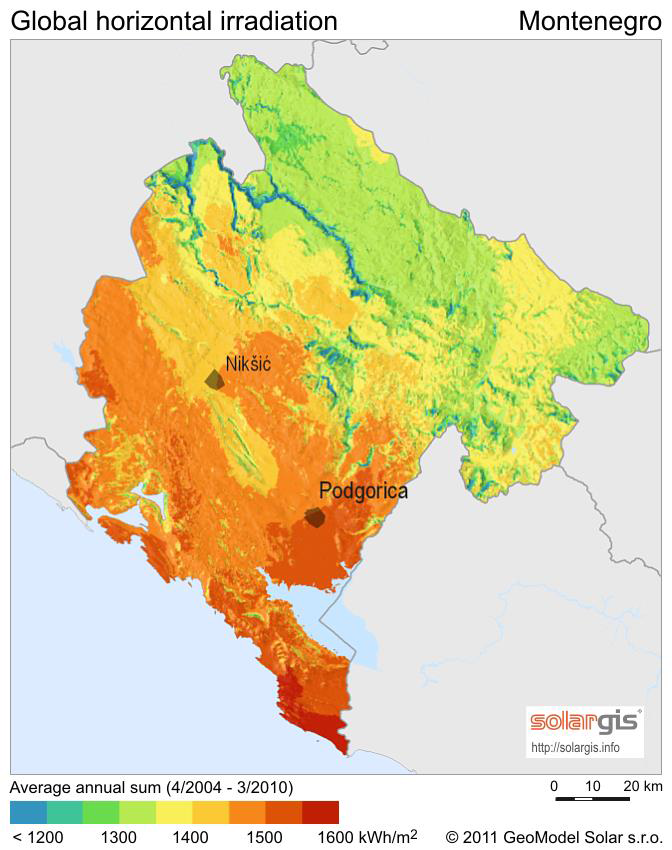 Global horizontal irradiation Montenegro
Nikšić
Podgorica
solargis
http://solargis.info
Average annual sum (4/2004 - 3/2010)
0 10 20 km
< 1200 1300 1400 1500 1600 kWh/m²
© 2011 GeoModel Solar s.r.o.